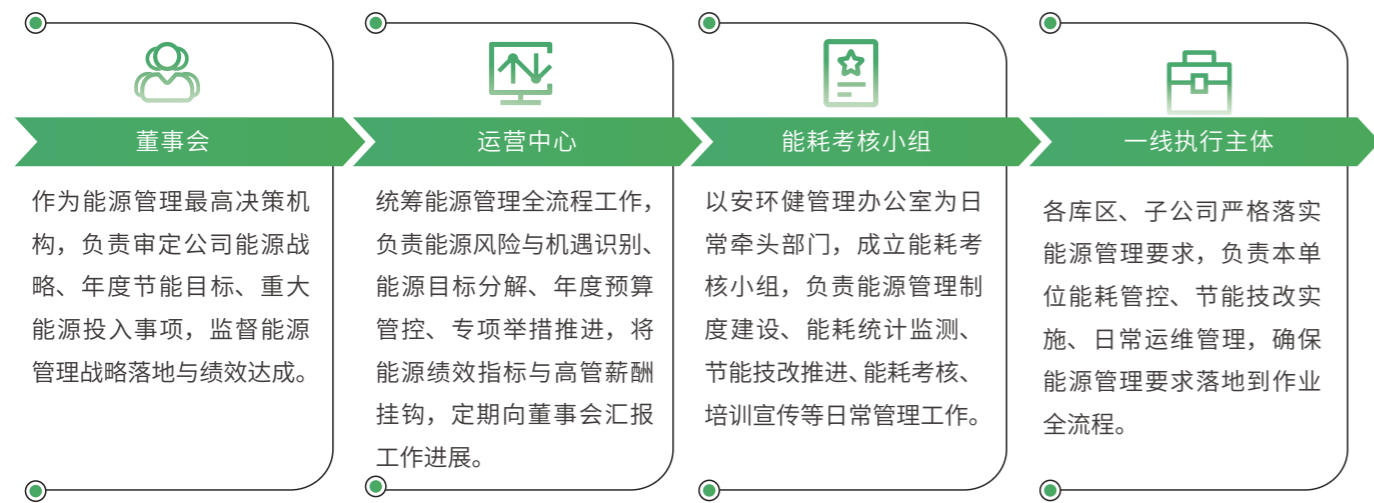 董事会
作为能源管理最高决策机
构，负责审定公司能源战
略、年度节能目标、重大
能源投入事项，监督能源
管理战略落地与绩效达成。
运营中心
统筹能源管理全流程工作，
负责能源风险与机遇识别、
能源目标分解、年度预算
管控、专项举措推进，将
能源绩效指标与高管薪酬
挂钩，定期向董事会汇报
工作进展。
能耗考核小组
以安环健管理办公室为日
常牵头部门，成立能耗考
核小组，负责能源管理制
度建设、能耗统计监测、
节能技改推进、能耗考核、
培训宣传等日常管理工作。
一线执行主体
各库区、子公司严格落实
能源管理要求，负责本单
位能耗管控、节能技改实
施、日常运维管理，确保
能源管理要求落地到作业
全流程。